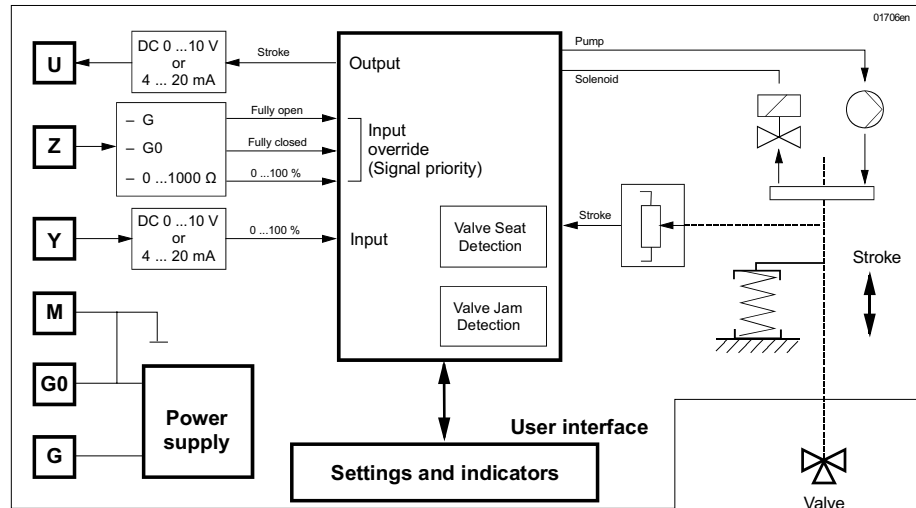 01706en
U
DC 0 ...10 V
or
4 ... 20 mA
Stroke
Output
Pump
Solenoid
Z
– G
– G0
– 0 ...1000 Ω
Fully open
Fully closed
0 ...100 %
Input
override
(Signal priority)
Y
DC 0 ...10 V
or
4 ... 20 mA
0 ...100 %
Input
Valve Seat
Detection
Valve Jam
Detection
Stroke
Stroke
M
G0
G
Power
supply
User interface
Settings and indicators
Valve